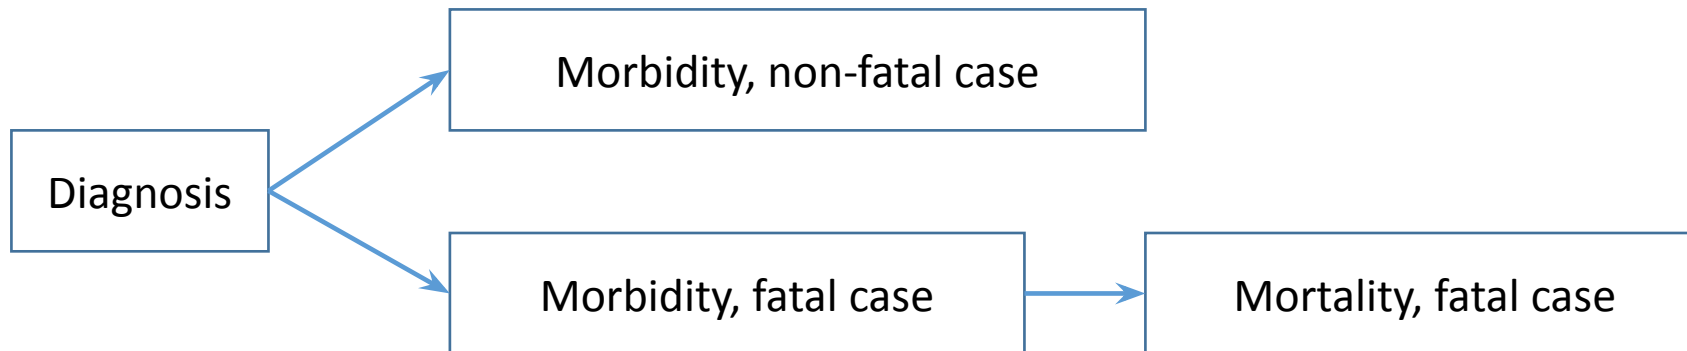 Morbidity, non-fatal case
Diagnosis
Morbidity, fatal case
Mortality, fatal case